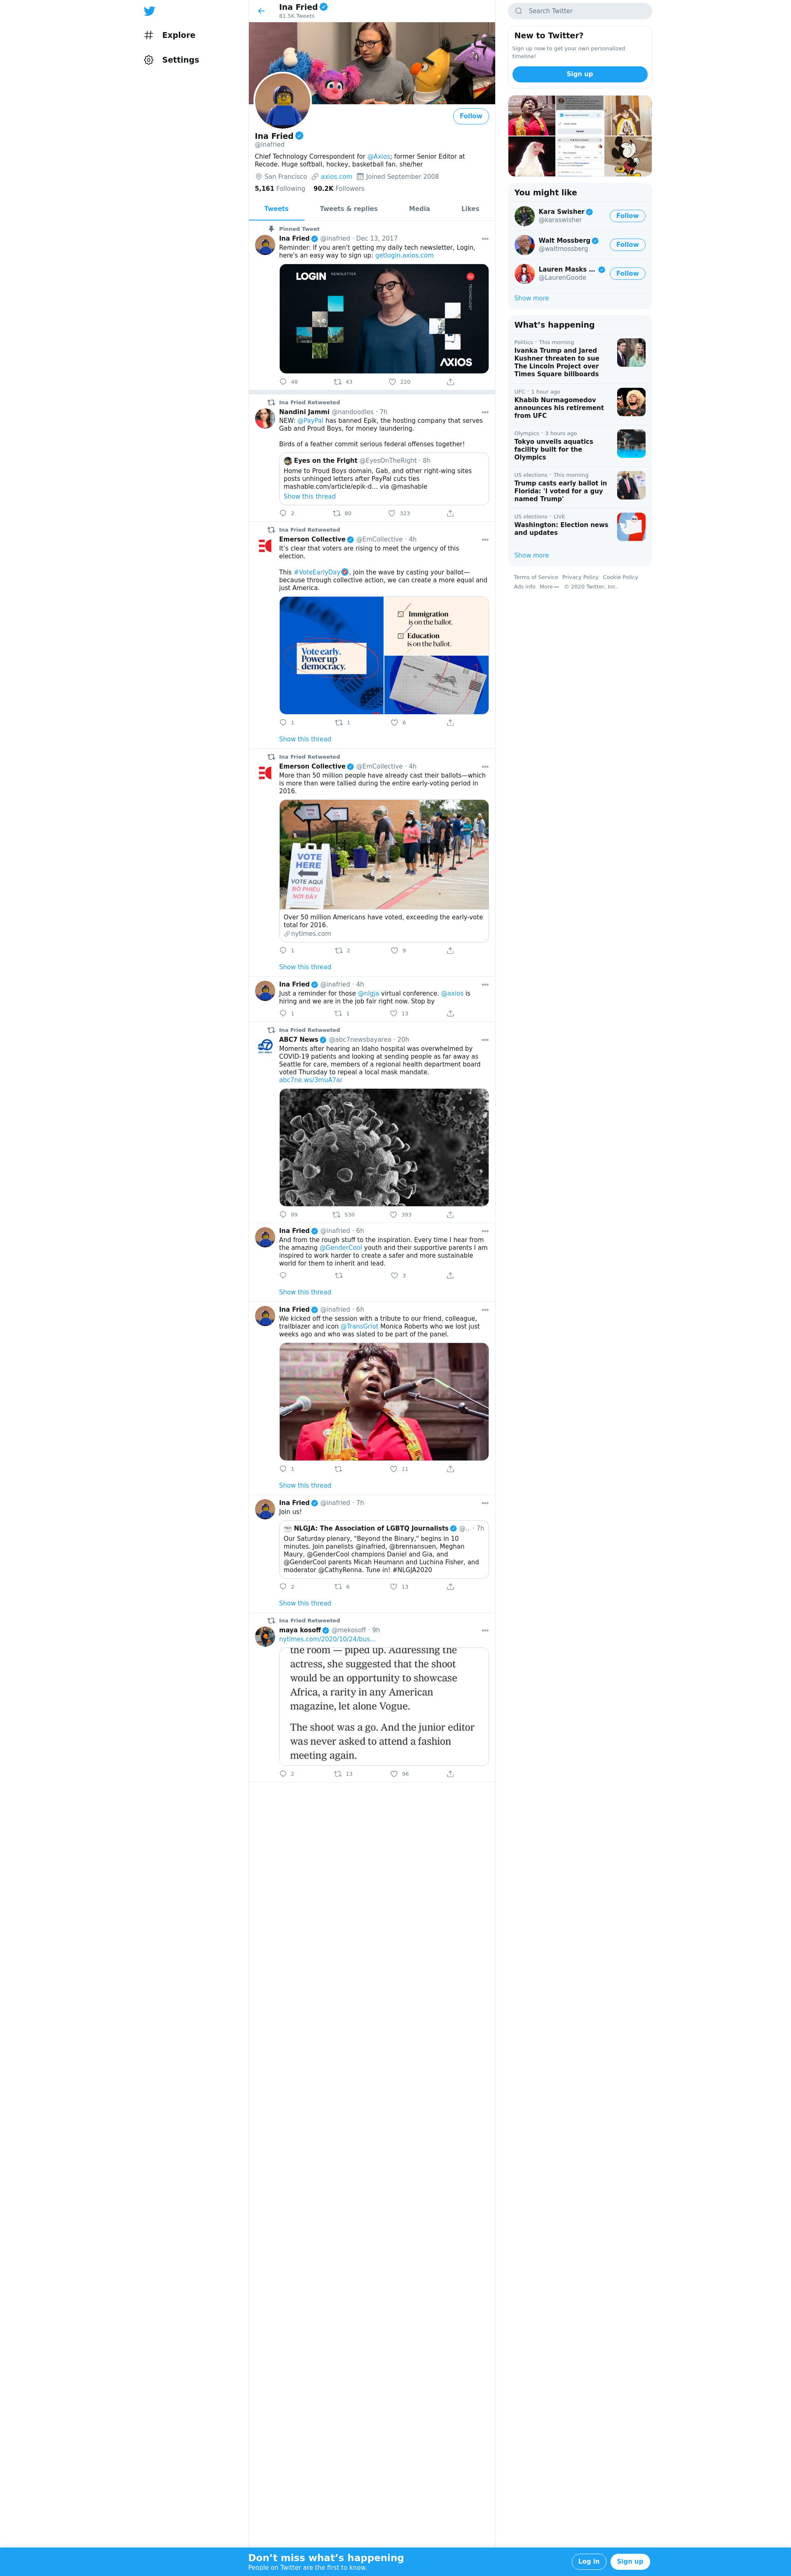 Explore
Settings
Ina Fried
81.5K Tweets
Follow
Ina Fried
@inafried
Chief Technology Correspondent for @Axios; former Senior Editor at
Recode. Huge softball, hockey, basketball fan. she/her
San Francisco axios.com Joined September 2008
5,161 Following 90.2K Followers
Tweets Tweets & replies Media Likes
Pinned Tweet
Ina Fried @inafried · Dec 13, 2017
Reminder: If you aren't getting my daily tech newsletter, Login,
here's an easy way to sign up: getlogin.axios.com
LOGIN NEWSLETTER
TECHNOLOGY
AXIOS
48 43 220
Ina Fried Retweeted
Nandini Jammi @nandoodles · 7h
NEW: @PayPal has banned Epik, the hosting company that serves
Gab and Proud Boys, for money laundering.
Birds of a feather commit serious federal offenses together!
Eyes on the Fright @EyesOnTheRight · 8h
Home to Proud Boys domain, Gab, and other right-wing sites
posts unhinged letters after PayPal cuts ties
mashable.com/article/epik-d… via @mashable
Show this thread
2 80 323
Ina Fried Retweeted
Emerson Collective @EmCollective · 4h
It's clear that voters are rising to meet the urgency of this
election.
This #VoteEarlyDay, join the wave by casting your ballot—
because through collective action, we can create a more equal and
just America.
Vote early.
Power up
democracy.
Immigration
is on the ballot.
Education
is on the ballot.
1 1 6
Show this thread
Ina Fried Retweeted
Emerson Collective @EmCollective · 4h
More than 50 million people have already cast their ballots—which
is more than were tallied during the entire early-voting period in
2016.
VOTE
HERE
VOTE AQUÍ
BỎ PHIẾU
NƠI ĐÂY
Over 50 million Americans have voted, exceeding the early-vote
total for 2016.
nytimes.com
1 2 9
Show this thread
Ina Fried @inafried · 4h
Just a reminder for those @nlgja virtual conference. @axios is
hiring and we are in the job fair right now. Stop by
1 1 13
Ina Fried Retweeted
ABC7 News @abc7newsbayarea · 20h
Moments after hearing an Idaho hospital was overwhelmed by
COVID-19 patients and looking at sending people as far away as
Seattle for care, members of a regional health department board
voted Thursday to repeal a local mask mandate.
abc7ne.ws/3muA7ar
89 530 393
Ina Fried @inafried · 6h
And from the rough stuff to the inspiration. Every time I hear from
the amazing @GenderCool youth and their supportive parents I am
inspired to work harder to create a safer and more sustainable
world for them to inherit and lead.
3
Show this thread
Ina Fried @inafried · 6h
We kicked off the session with a tribute to our friend, colleague,
trailblazer and icon @TransGriot Monica Roberts who we lost just
weeks ago and who was slated to be part of the panel.
1 11
Show this thread
Ina Fried @inafried · 7h
Join us!
NLGJA: The Association of LGBTQ Journalists @… · 7h
Our Saturday plenary, "Beyond the Binary," begins in 10
minutes. Join panelists @inafried, @brennansuen, Meghan
Maury, @GenderCool champions Daniel and Gia, and
@GenderCool parents Micah Heumann and Luchina Fisher, and
moderator @CathyRenna. Tune in! #NLGJA2020
2 6 13
Show this thread
Ina Fried Retweeted
maya kosoff @mekosoff · 9h
nytimes.com/2020/10/24/bus…
the room — piped up. Addressing the
actress, she suggested that the shoot
would be an opportunity to showcase
Africa, a rarity in any American
magazine, let alone Vogue.
The shoot was a go. And the junior editor
was never asked to attend a fashion
meeting again.
2 13 96
Search Twitter
New to Twitter?
Sign up now to get your own personalized
timeline!
Sign up
You might like
Kara Swisher
@karaswisher
Follow
Walt Mossberg
@waltmossberg
Follow
Lauren Masks …
@LaurenGoode
Follow
Show more
What's happening
Politics · This morning
Ivanka Trump and Jared
Kushner threaten to sue
The Lincoln Project over
Times Square billboards
UFC · 1 hour ago
Khabib Nurmagomedov
announces his retirement
from UFC
Olympics · 3 hours ago
Tokyo unveils aquatics
facility built for the
Olympics
US elections · This morning
Trump casts early ballot in
Florida: 'I voted for a guy
named Trump'
US elections · LIVE
Washington: Election news
and updates
Show more
Terms of Service Privacy Policy Cookie Policy
Ads info More © 2020 Twitter, Inc.
Don't miss what's happening
People on Twitter are the first to know.
Log in
Sign up